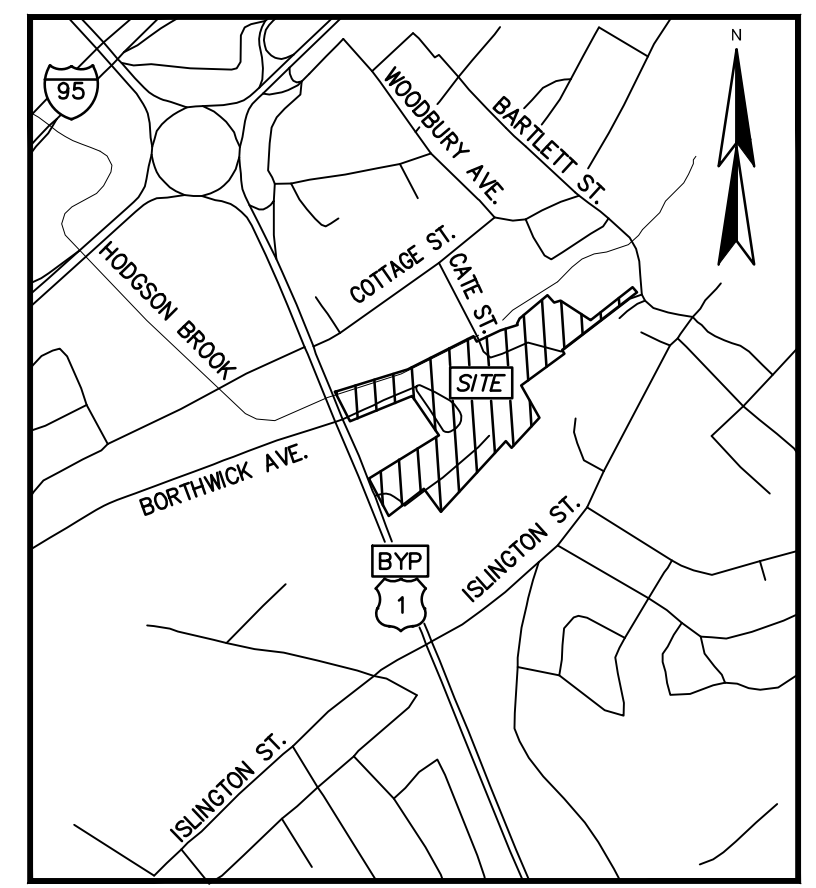 N
95
WOODBURY AVE.
BARTLETT ST.
COTTAGE ST.
CATE ST.
HODGSON BROOK
SITE
BORTHWICK AVE.
ISLINGTON ST.
BYP
1
ISLINGTON ST.